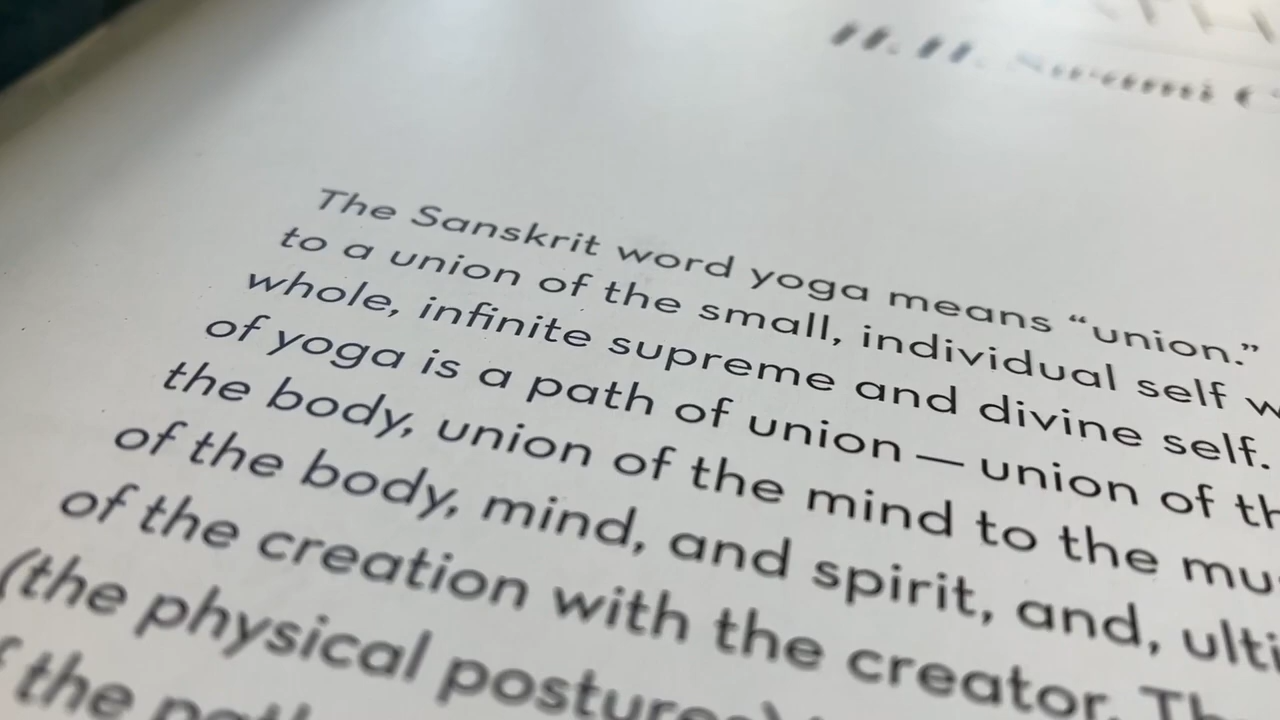 H. H. Swami
The Sanskrit word yoga means “union.”
to a union of the small, individual self
whole, infinite supreme and divine self.
of yoga is a path of union — union of
the body, union of the mind to the
of the body, mind, and spirit, and,
of the creation with the creator.
(the physical postures)
the